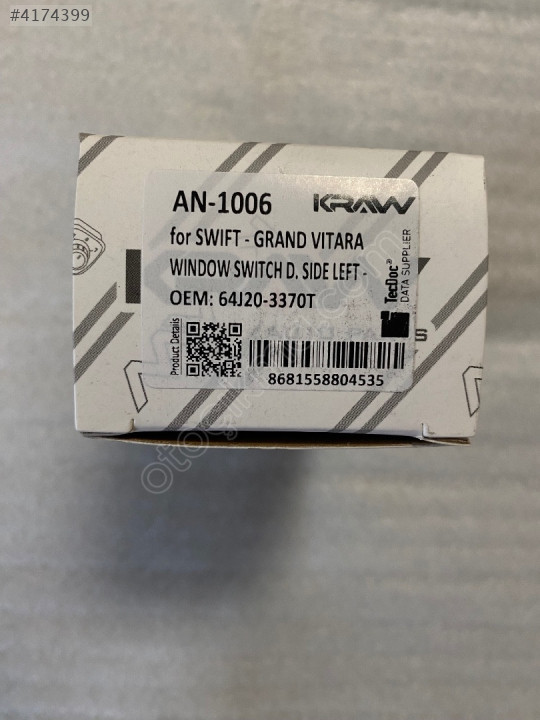 #4174399
AN-1006 KRAW
for SWIFT - GRAND VITARA
WINDOW SWITCH D. SIDE LEFT -
OEM: 64J20-3370T
TecDoc®
DATA SUPPLIER
Product Details
8681558804535